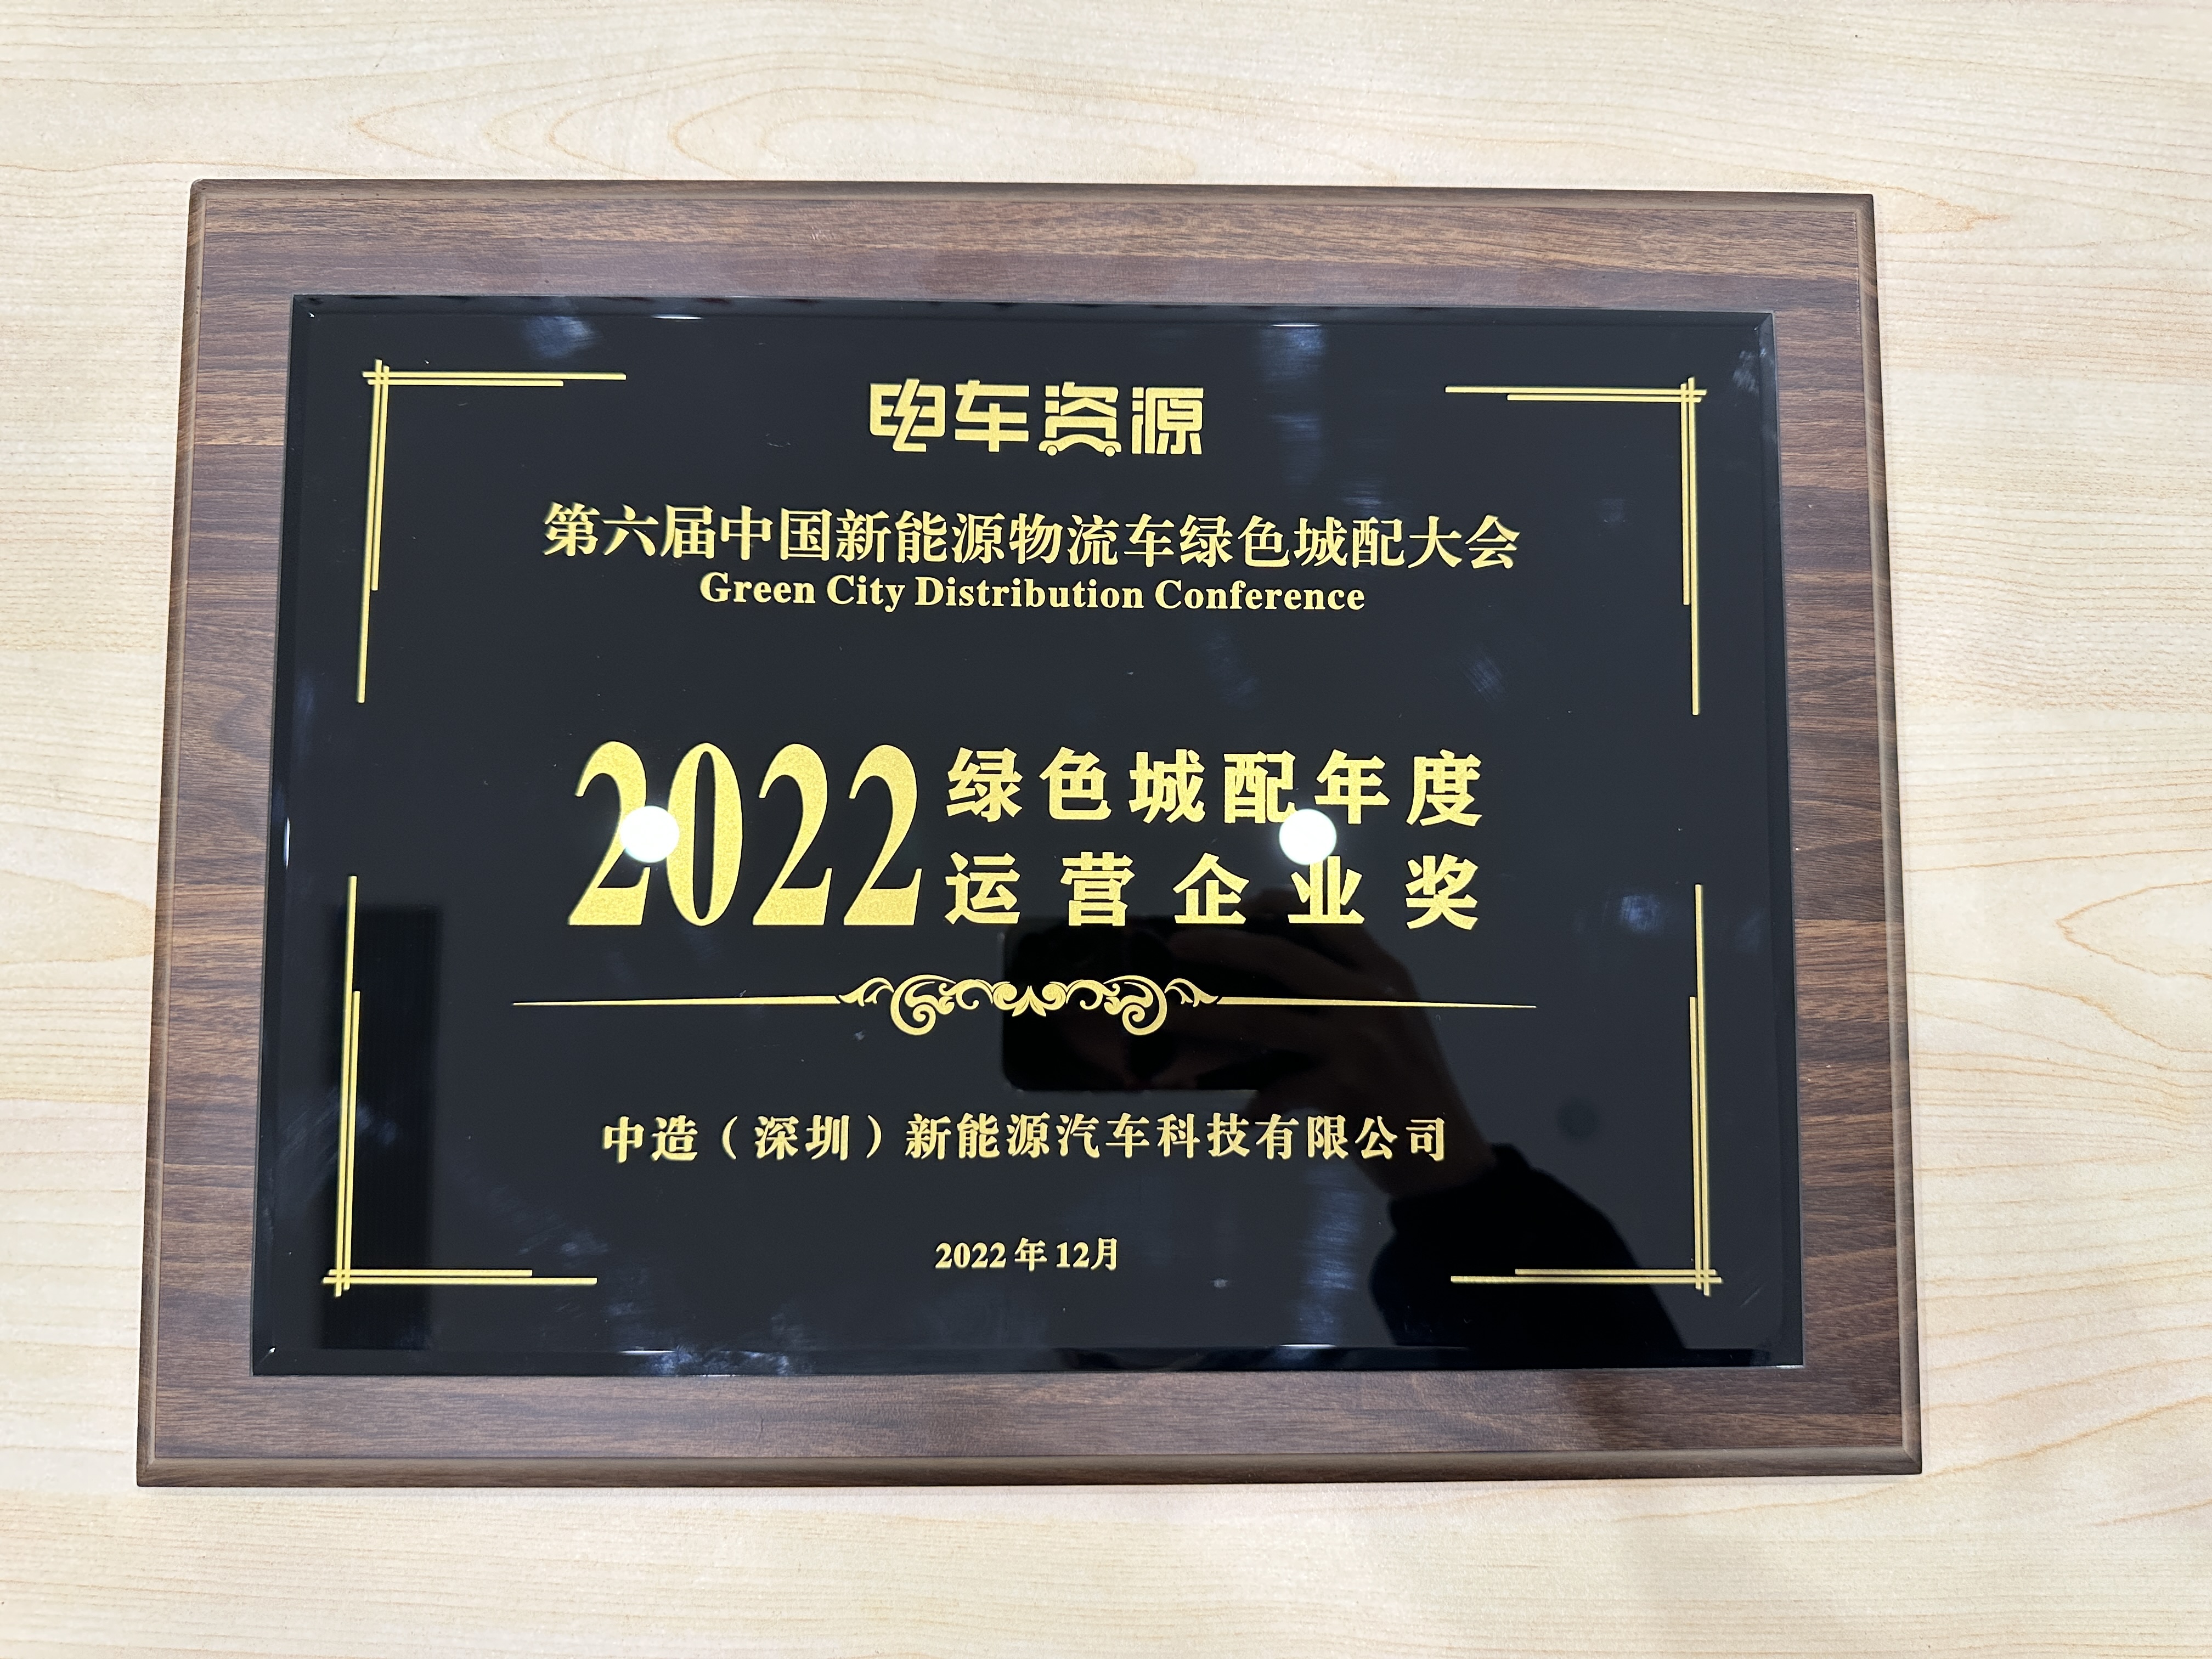 电车资源
第六届中国新能源物流车绿色城配大会
Green City Distribution Conference
2022 绿色城配年度
运营企业奖
中造（深圳）新能源汽车科技有限公司
2022年12月